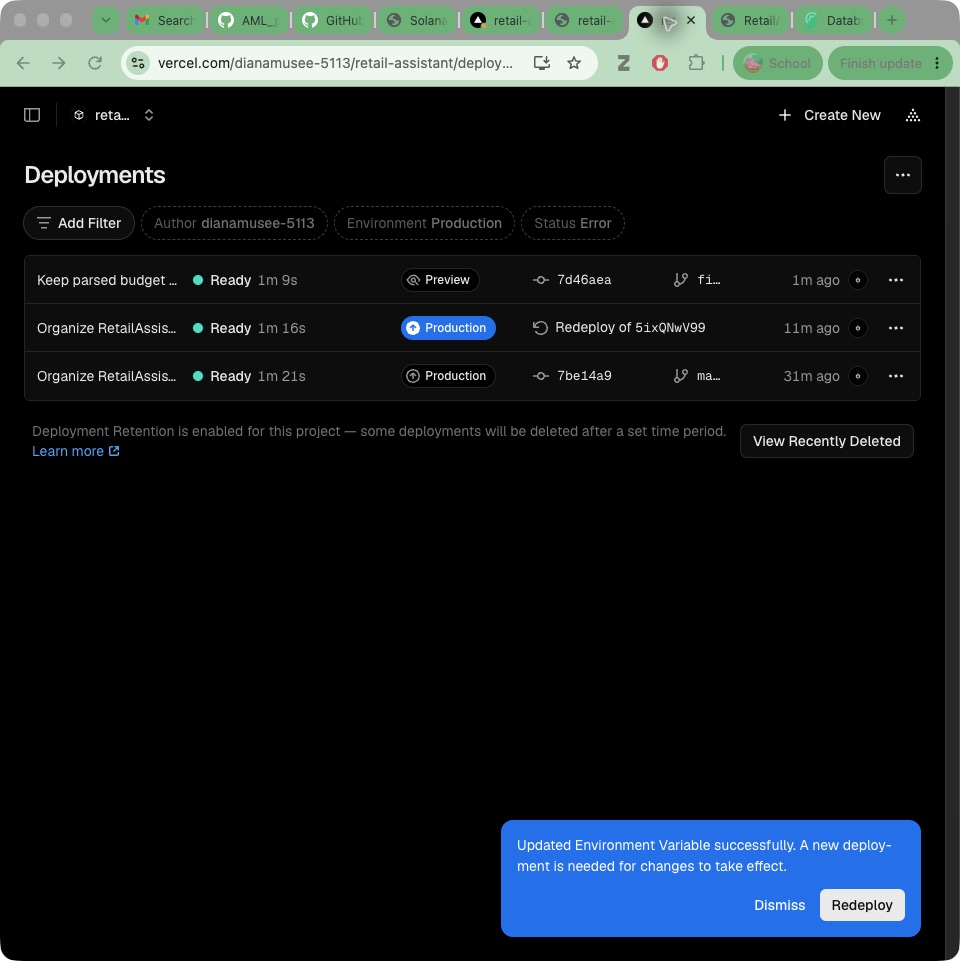 Search
AML_
GitHu
Solana
retail-
retail-
Retail
Datab
vercel.com/dianamusee-5113/retail-assistant/deploy...
School
Finish update
reta...
Create New
Deployments
Add Filter
Author dianamusee-5113
Environment Production
Status Error
Keep parsed budget ... Ready 1m 9s Preview 7d46aea fi... 1m ago
Organize RetailAssis... Ready 1m 16s Production Redeploy of 5ixQNwV99 11m ago
Organize RetailAssis... Ready 1m 21s Production 7be14a9 ma... 31m ago
Deployment Retention is enabled for this project — some deployments will be deleted after a set time period.
Learn more
View Recently Deleted
Updated Environment Variable successfully. A new deploy-
ment is needed for changes to take effect.
Dismiss
Redeploy